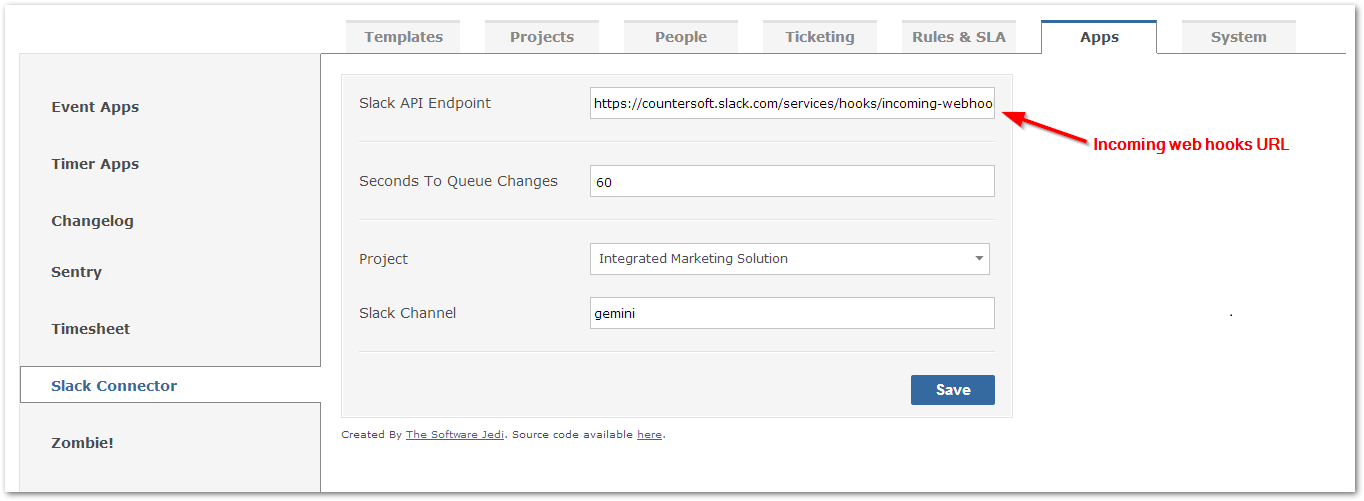 Templates Projects People Ticketing Rules & SLA Apps System
Event Apps
Timer Apps
Changelog
Sentry
Timesheet
Slack Connector
Zombie!
Slack API Endpoint https://countersoft.slack.com/services/hooks/incoming-webhoo
Incoming web hooks URL
Seconds To Queue Changes 60
Project Integrated Marketing Solution
Slack Channel gemini
.
Save
Created By The Software Jedi. Source code available here.